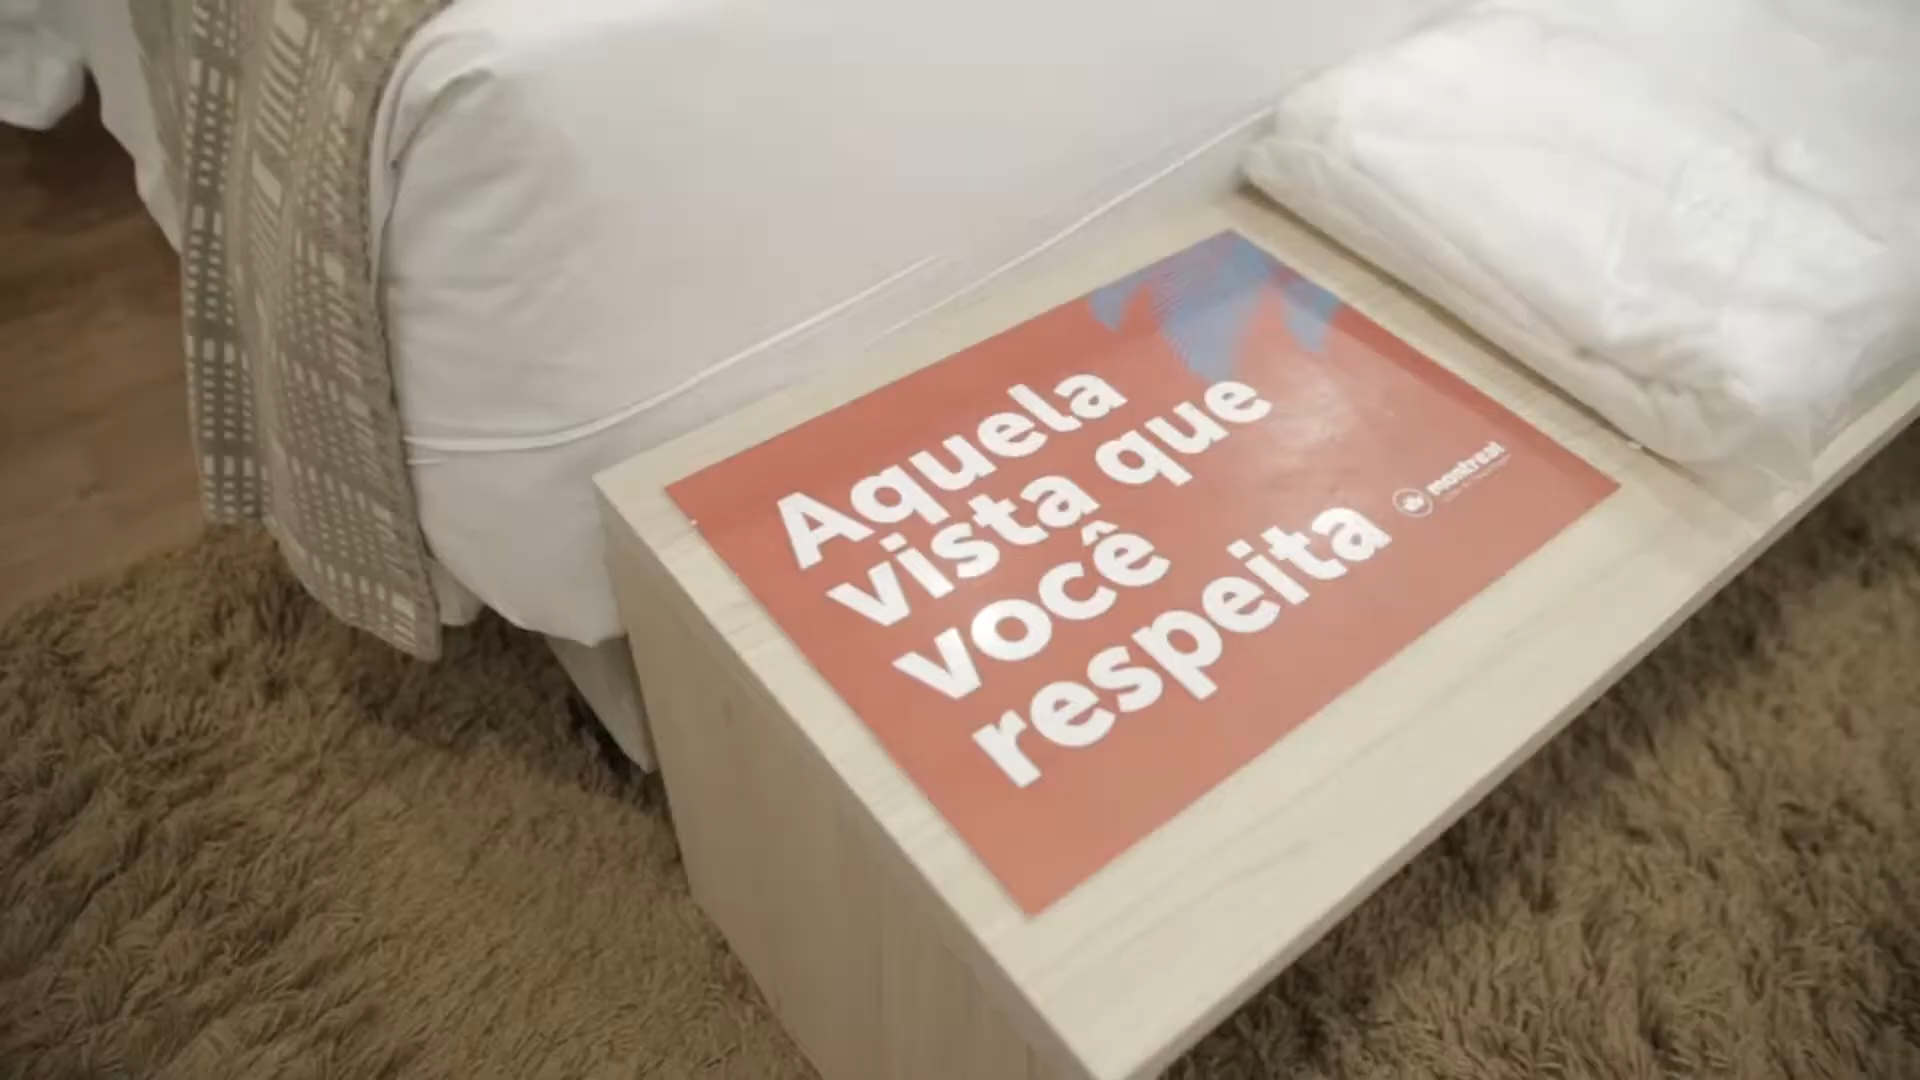 Aquela
vista que
você
respeita
montreal